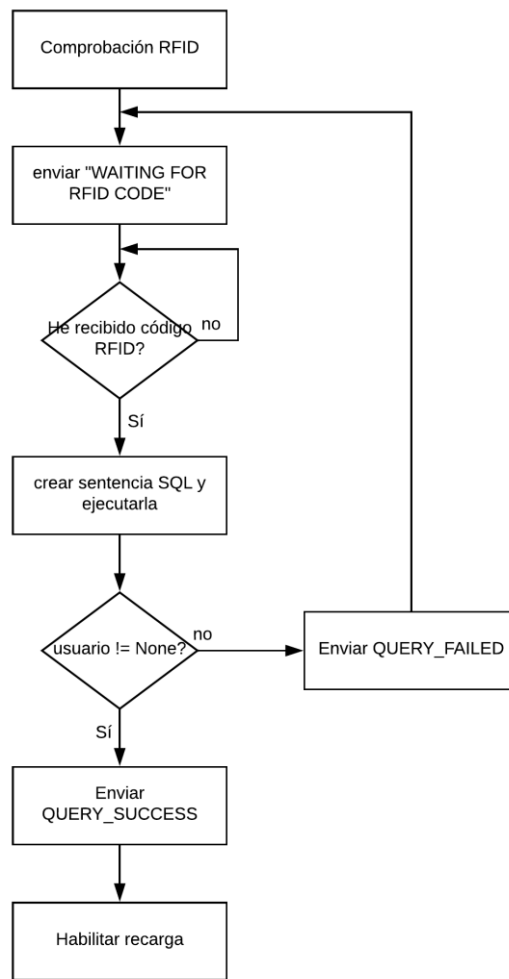 Comprobación RFID
enviar "WAITING FOR
RFID CODE"
He recibido código
RFID?
no
Sí
crear sentencia SQL y
ejecutarla
usuario != None?
no
Enviar QUERY_FAILED
Sí
Enviar
QUERY_SUCCESS
Habilitar recarga